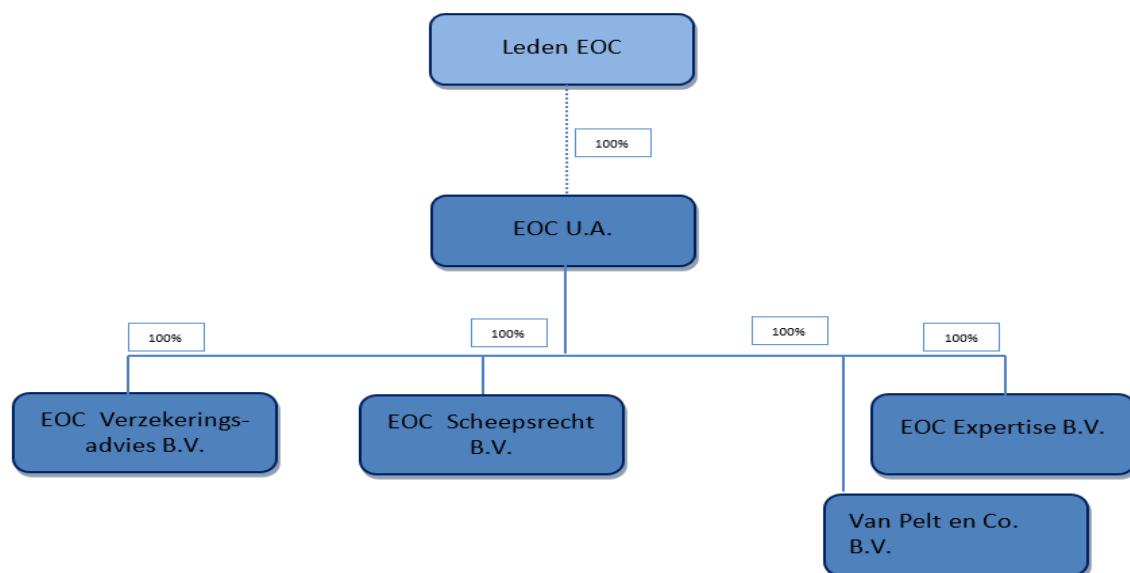 Leden EOC
100%
EOC U.A.
100%
100%
100%
100%
EOC Verzekerings-
advies B.V.
EOC Scheepsrecht
B.V.
EOC Expertise B.V.
Van Pelt en Co.
B.V.